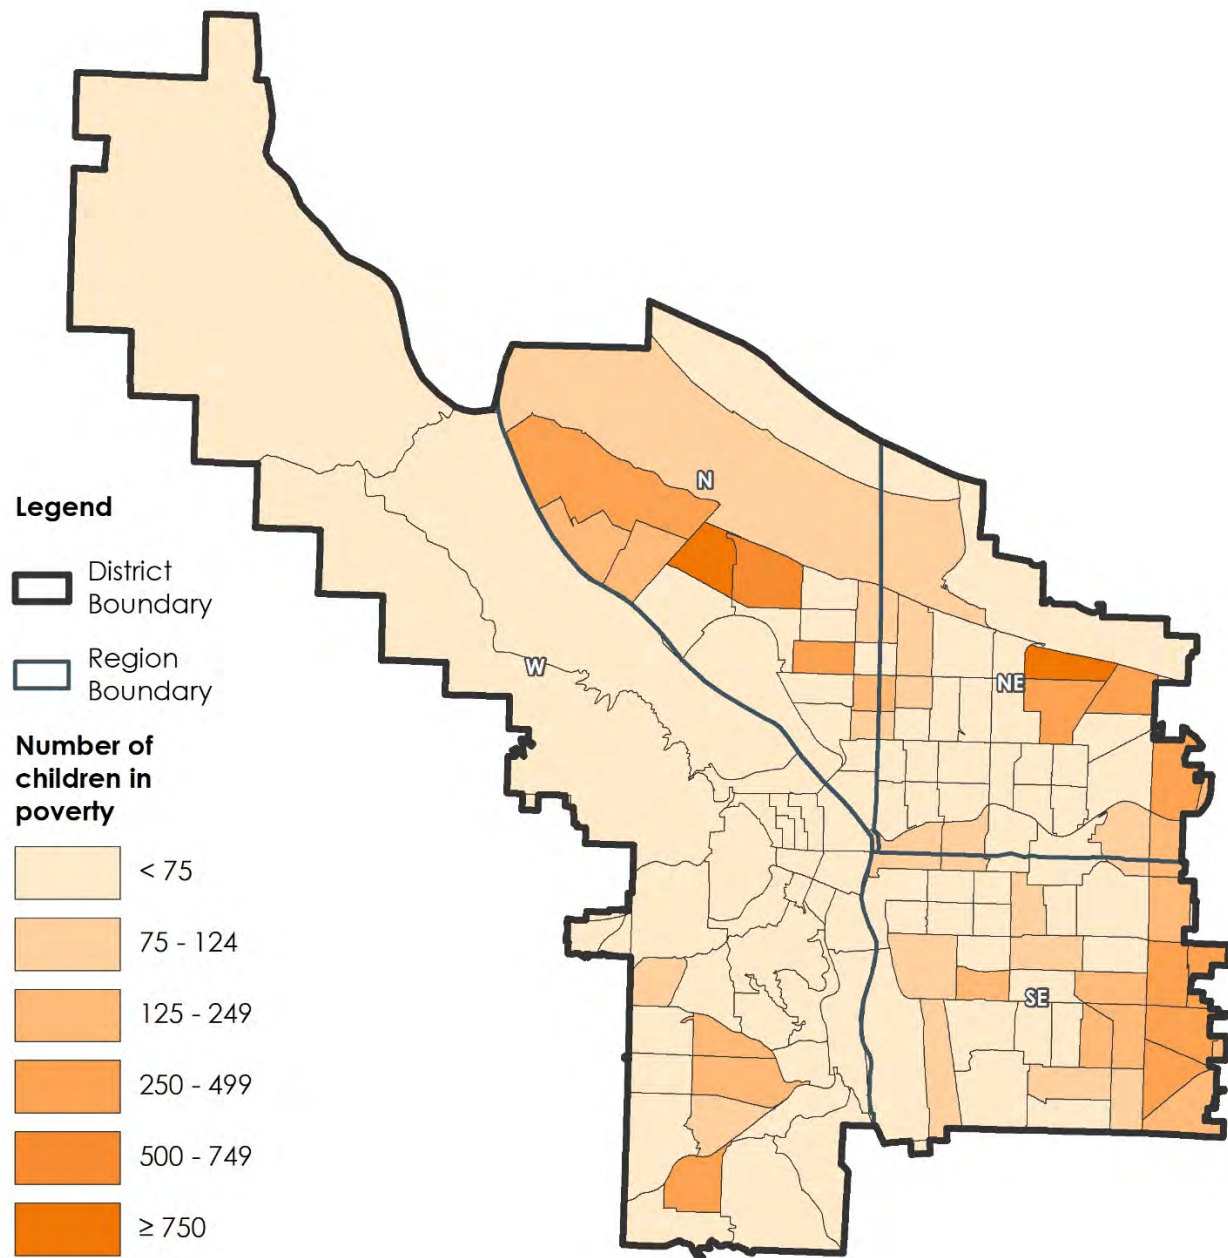 N
W
NE
SE
Legend
District
Boundary
Region
Boundary
Number of
children in
poverty
< 75
75 - 124
125 - 249
250 - 499
500 - 749
≥ 750